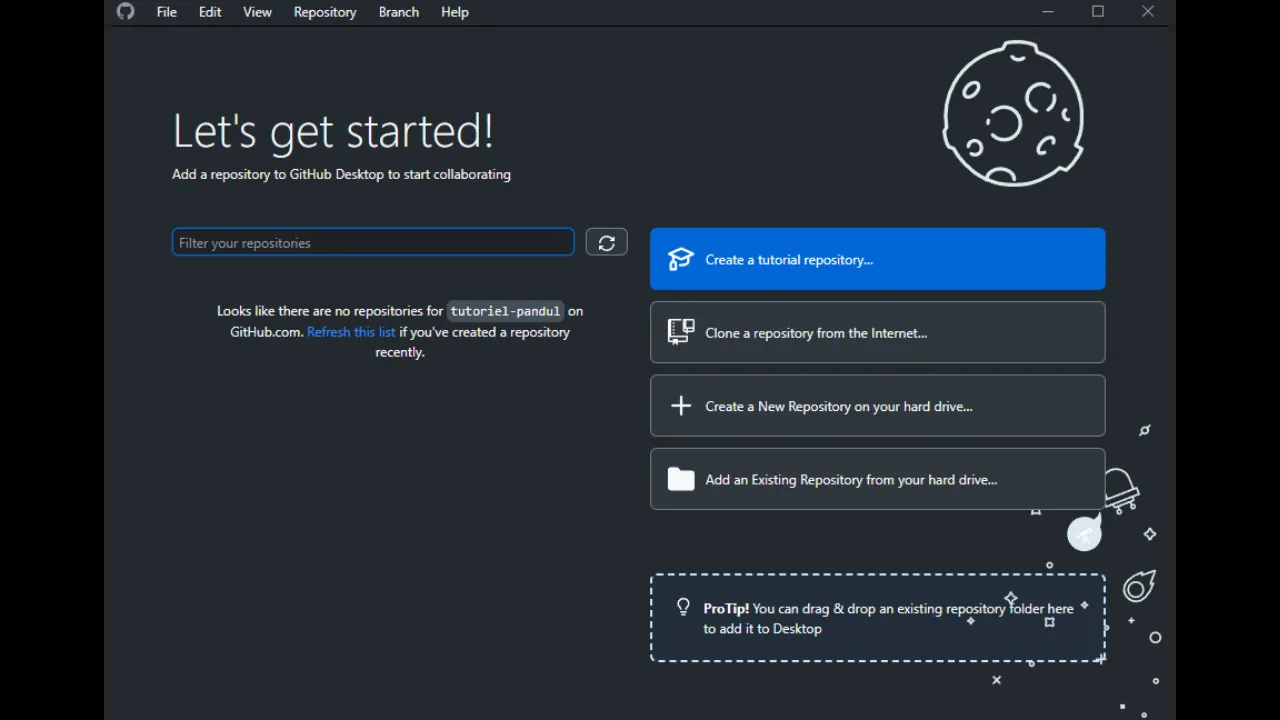 File Edit View Repository Branch Help
Let's get started!
Add a repository to GitHub Desktop to start collaborating
Filter your repositories
Looks like there are no repositories for tutoriel-pandul on
GitHub.com. Refresh this list if you've created a repository
recently.
Create a tutorial repository...
Clone a repository from the Internet...
Create a New Repository on your hard drive...
Add an Existing Repository from your hard drive...
ProTip! You can drag & drop an existing repository folder here
to add it to Desktop